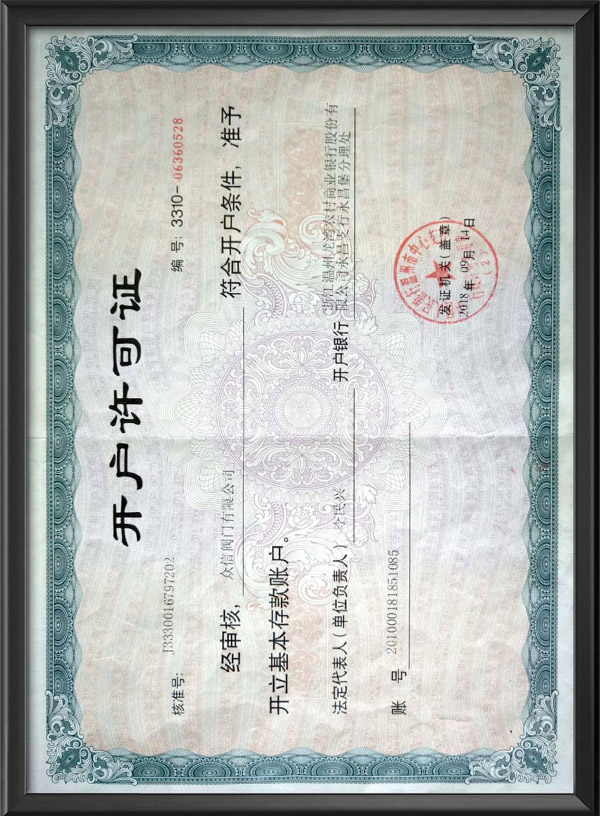 开户许可证
核准号: J3330016797202
编号: 3310-06360528
经审核, 众信阀门有限公司 符合开户条件, 准予
开立基本存款账户。
法定代表人(单位负责人) 全民兴 开户银行 浙江温州龙湾农村商业银行股份有
限公司永昌支行永昌堡分理处
账 号 201000181851085
发证机关(盖章)
2018年09月14日